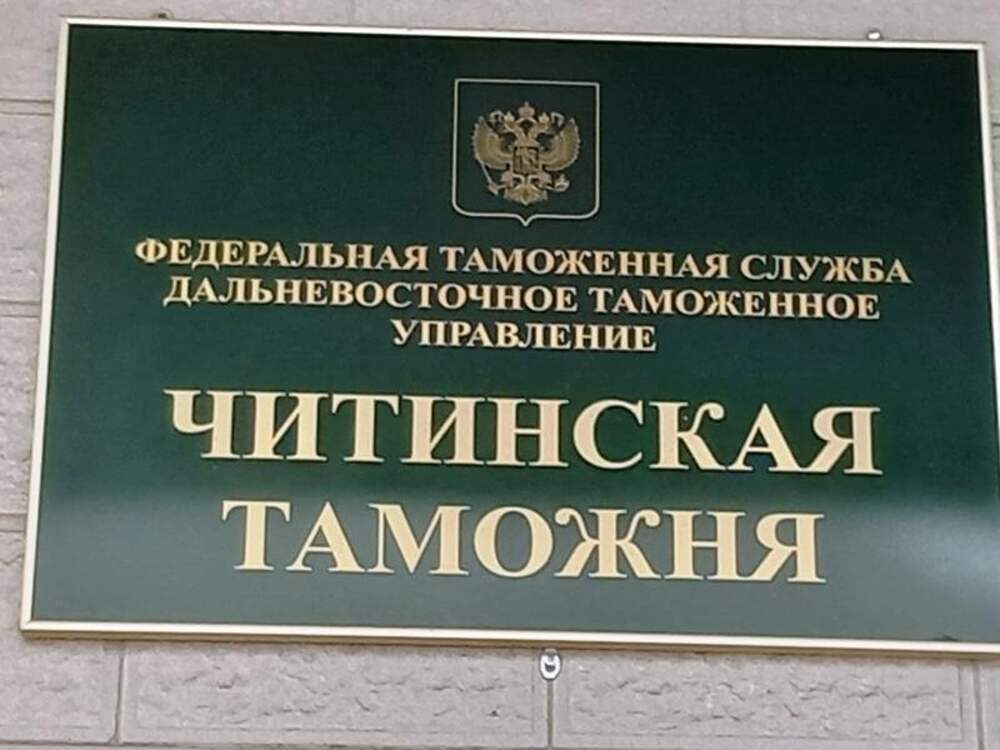 ФЕДЕРАЛЬНАЯ ТАМОЖЕННАЯ СЛУЖБА
ДАЛЬНЕВОСТОЧНОЕ ТАМОЖЕННОЕ
УПРАВЛЕНИЕ
ЧИТИНСКАЯ
ТАМОЖНЯ